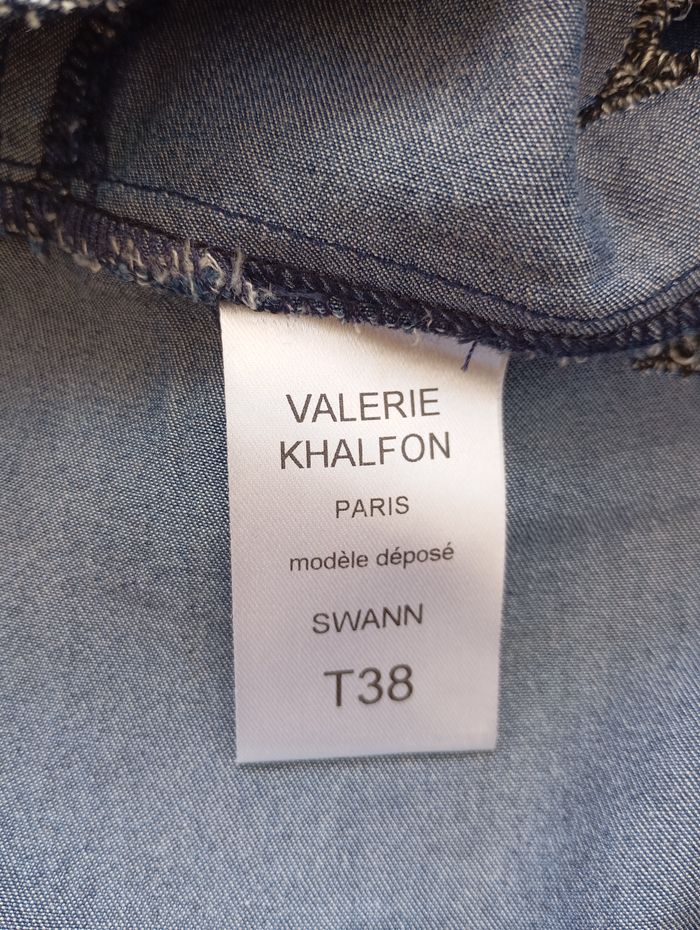 VALERIE
KHALFON
PARIS
modèle déposé
SWANN
T38